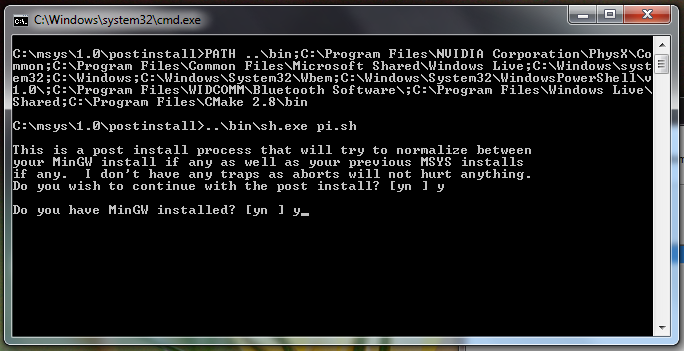 C:\Windows\system32\cmd.exe
C:\msys\1.0\postinstall>PATH ..\bin;C:\Program Files\NVIDIA Corporation\PhysX\Co
mmon;C:\Program Files\Common Files\Microsoft Shared\Windows Live;C:\Windows\syst
em32;C:\Windows;C:\Windows\System32\Wbem;C:\Windows\System32\WindowsPowerShell\v
1.0\;C:\Program Files\WIDCOMM\Bluetooth Software\;C:\Program Files\Windows Live\
Shared;C:\Program Files\CMake 2.8\bin
C:\msys\1.0\postinstall>..\bin\sh.exe pi.sh
This is a post install process that will try to normalize between
your MinGW install if any as well as your previous MSYS installs
if any.  I don't have any traps as aborts will not hurt anything.
Do you wish to continue with the post install? [yn ] y
Do you have MinGW installed? [yn ] y